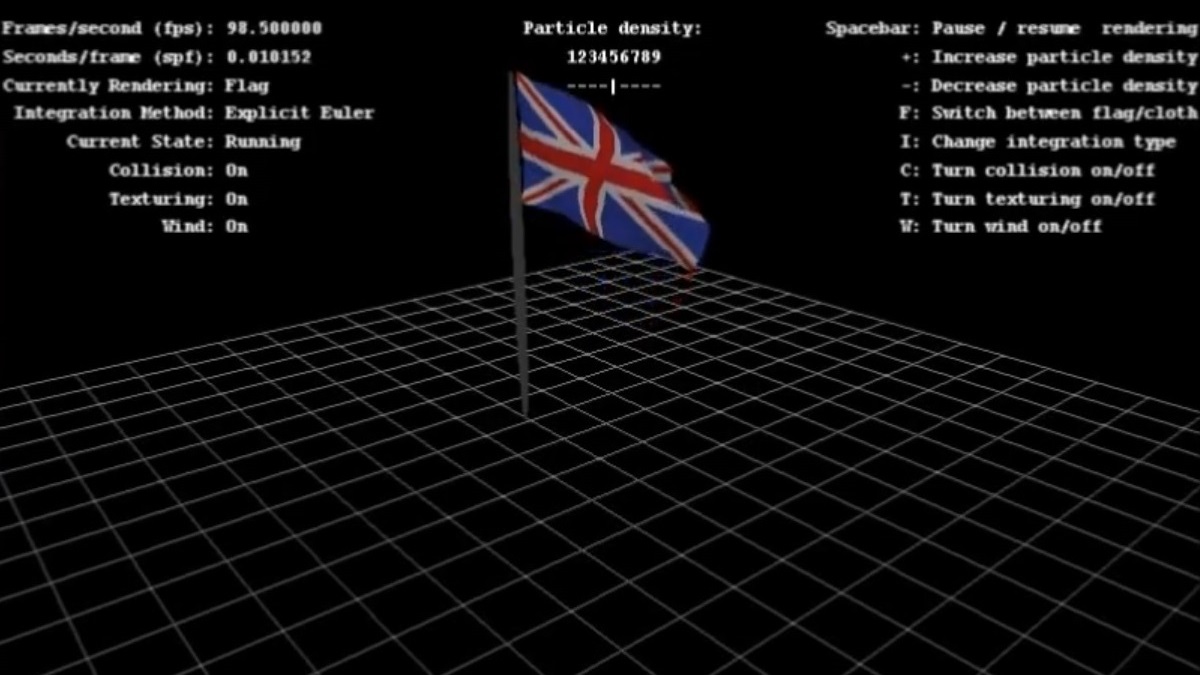 Frames/second (fps): 98.500000
Seconds/frame (spf): 0.010152
Currently Rendering: Flag
Integration Method: Explicit Euler
Current State: Running
Collision: On
Texturing: On
Wind: On
Particle density:
123456789
----|----
Spacebar: Pause / resume rendering
+: Increase particle density
-: Decrease particle density
F: Switch between flag/cloth
I: Change integration type
C: Turn collision on/off
T: Turn texturing on/off
W: Turn wind on/off